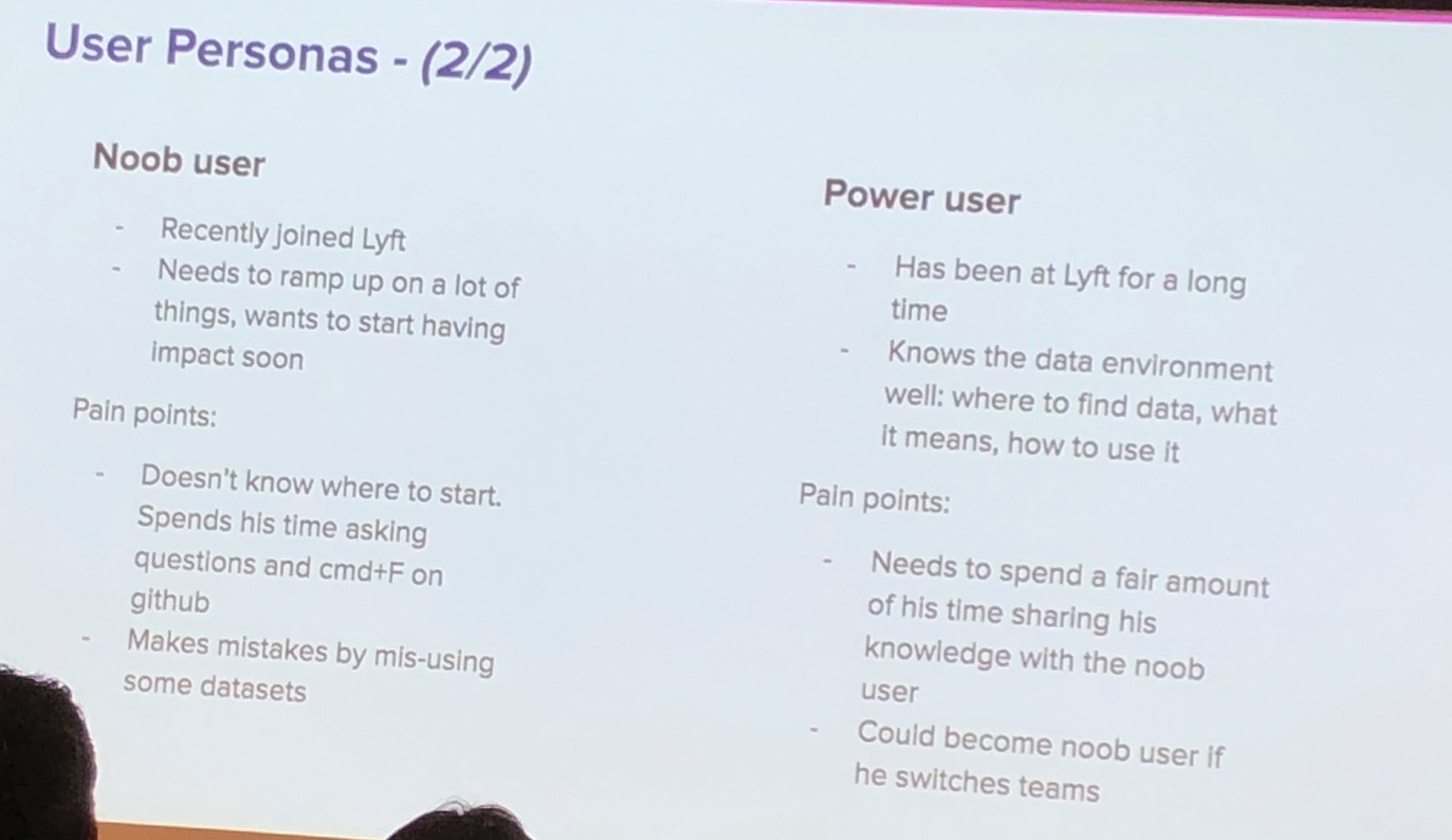 User Personas - (2/2)
Noob user
- Recently joined Lyft
- Needs to ramp up on a lot of
things, wants to start having
impact soon
Pain points:
- Doesn't know where to start.
Spends his time asking
questions and cmd+F on
github
- Makes mistakes by mis-using
some datasets
Power user
- Has been at Lyft for a long
time
- Knows the data environment
well: where to find data, what
it means, how to use it
Pain points:
- Needs to spend a fair amount
of his time sharing his
knowledge with the noob
user
- Could become noob user if
he switches teams